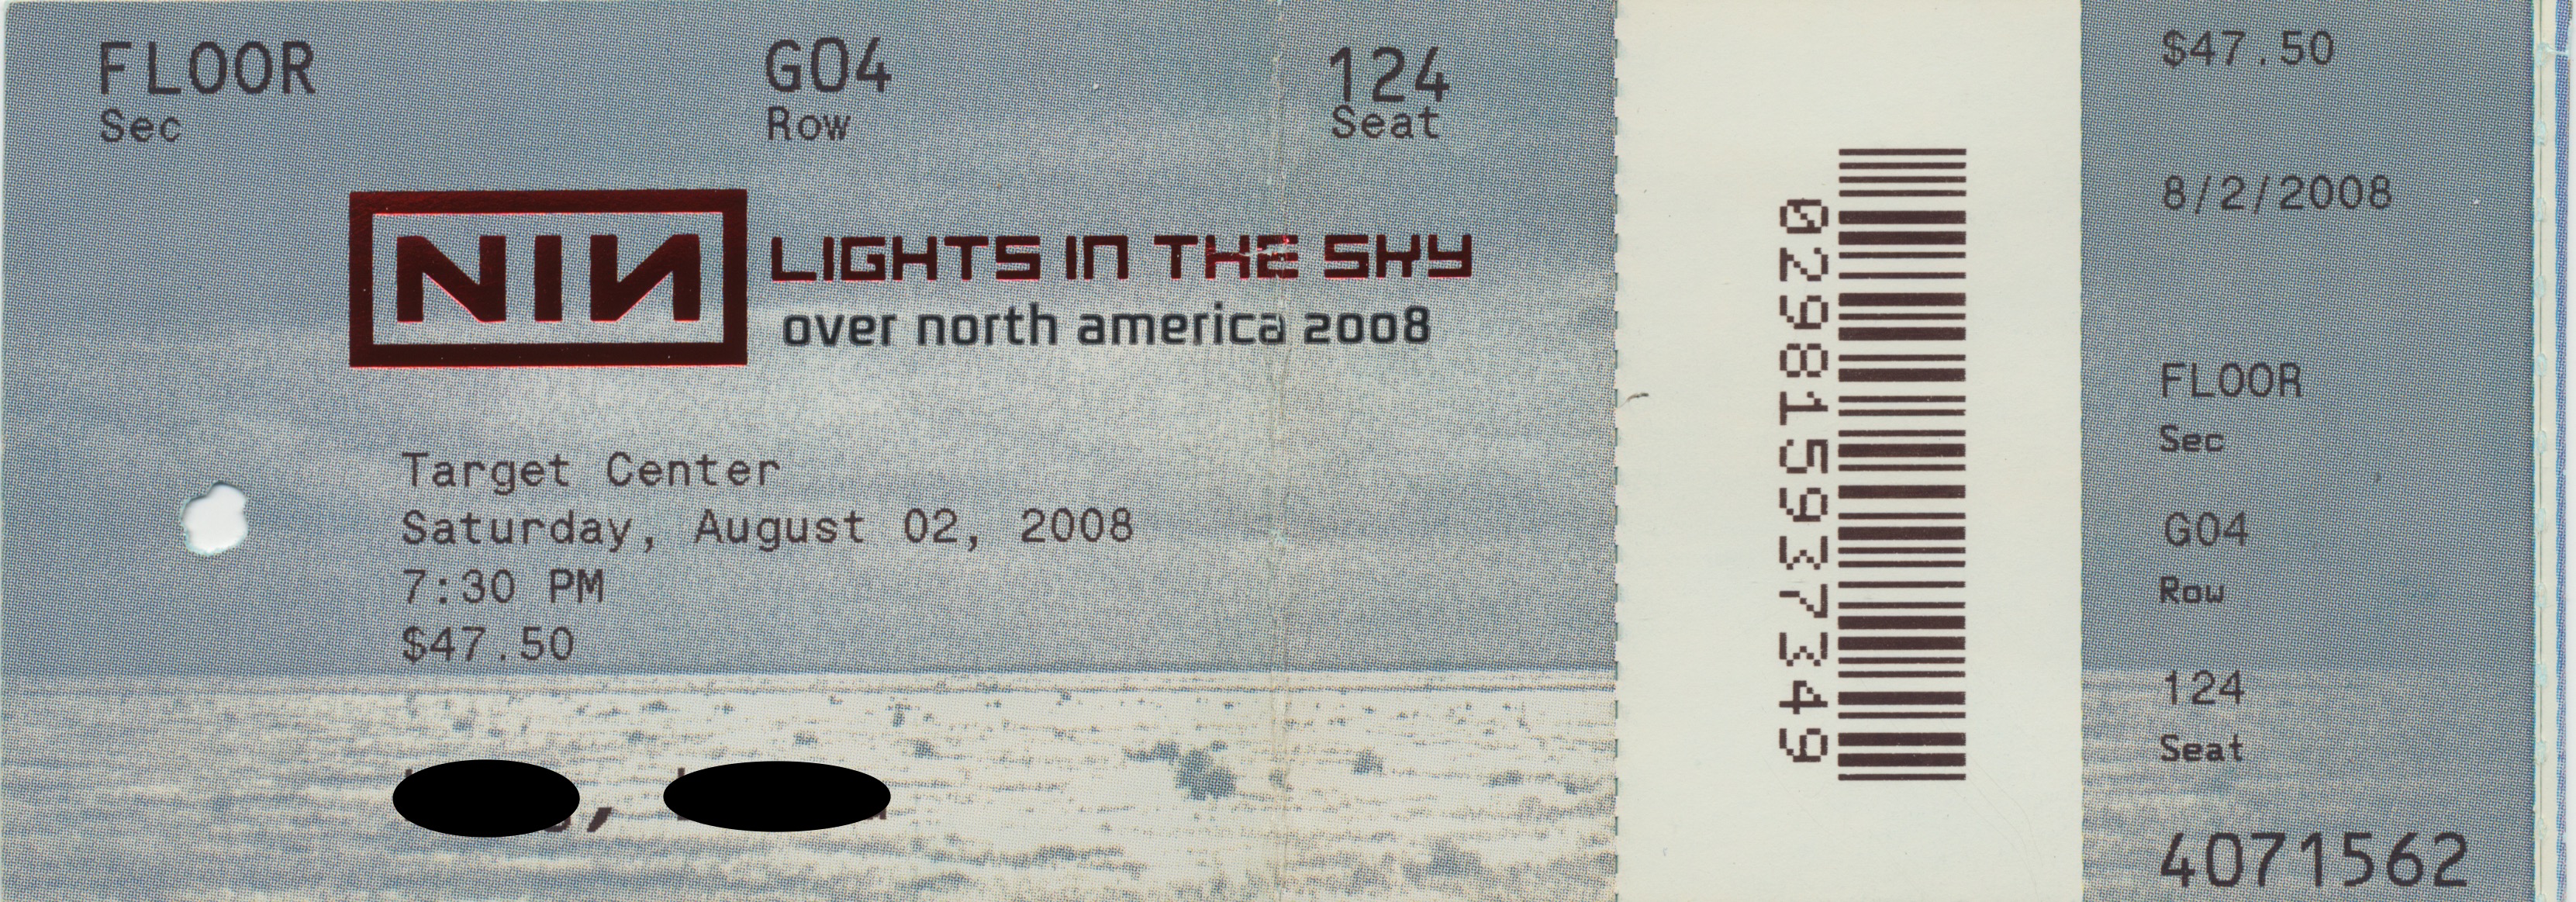 FLOOR G04 124
Sec Row Seat
NIN LIGHTS IN THE SKY
over north america 2008
Target Center
Saturday, August 02, 2008
7:30 PM
$47.50
029815937349
$47.50
8/2/2008
FLOOR
Sec
G04
Row
124
Seat
4071562